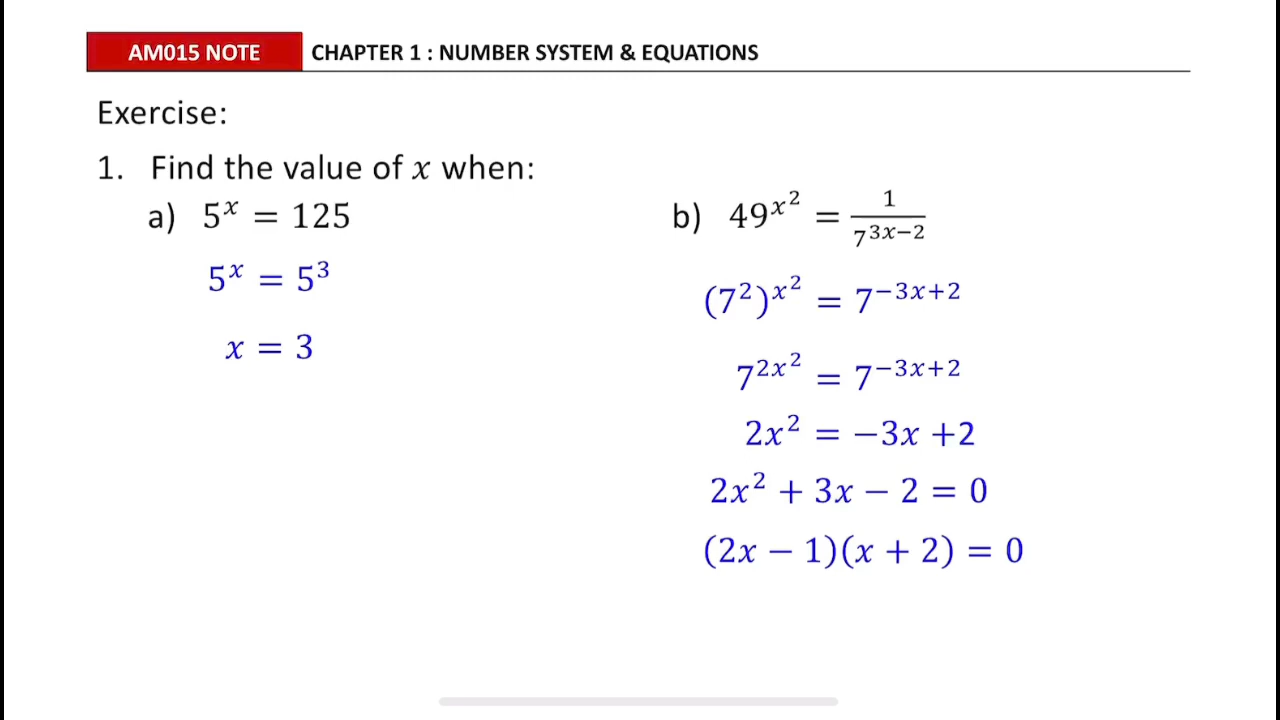 AM015 NOTE CHAPTER 1 : NUMBER SYSTEM & EQUATIONS
Exercise:
1. Find the value of x when:
a) 5^x = 125
5^x = 5^3
x = 3
b) 49^{x^2} = \frac{1}{7^{3x-2}}
(7^2)^{x^2} = 7^{-3x+2}
7^{2x^2} = 7^{-3x+2}
2x^2 = -3x +2
2x^2 + 3x - 2 = 0
(2x - 1)(x + 2) = 0